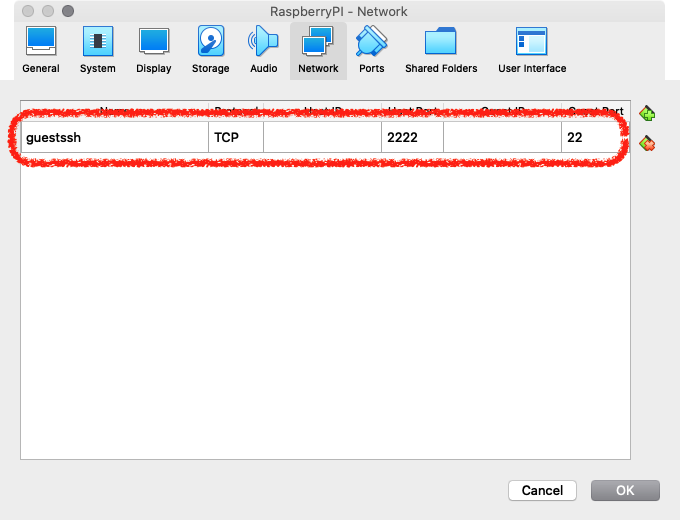 RaspberryPI - Network
General System Display Storage Audio Network Ports Shared Folders User Interface
Name Protocol Host IP Host Port Guest IP Guest Port
guestssh TCP 2222 22
Cancel OK